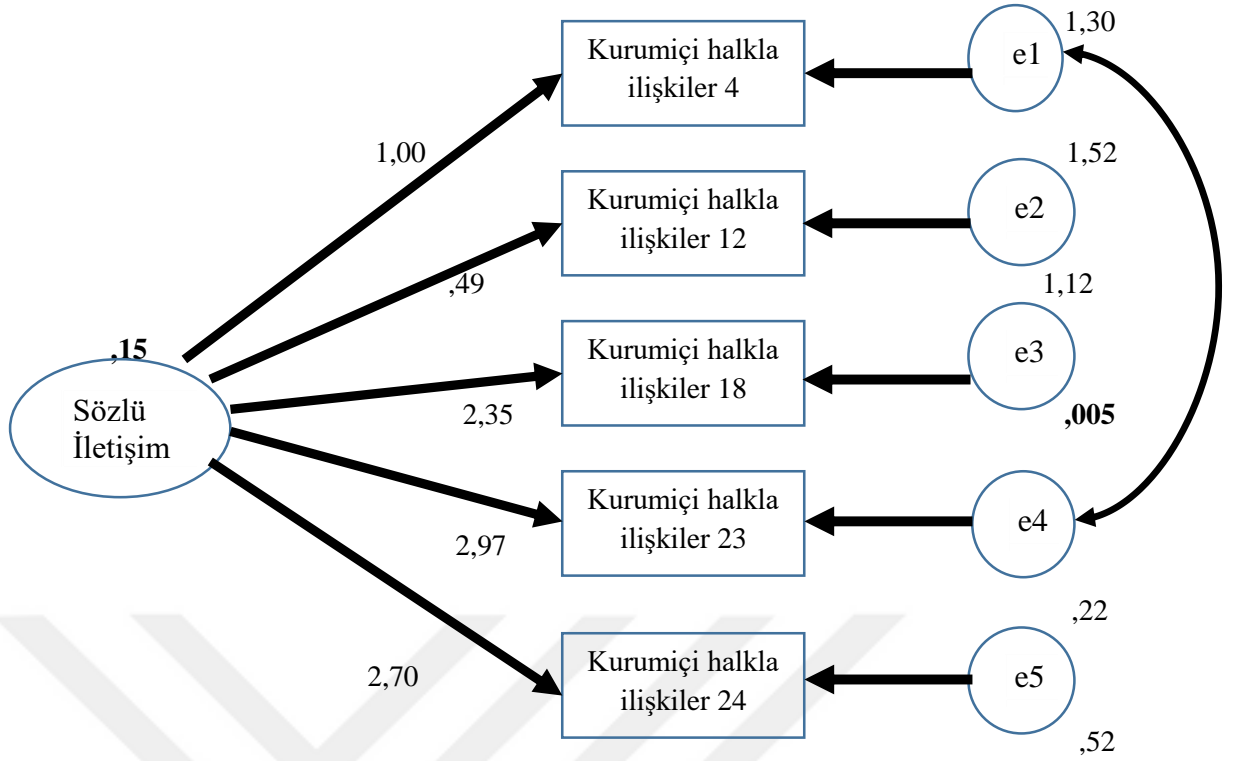 1,30
Kurumiçi halkla
ilişkiler 4
e1
1,00
1,52
Kurumiçi halkla
ilişkiler 12
e2
,49
1,12
,15
Kurumiçi halkla
ilişkiler 18
e3
Sözlü
İletişim
2,35
,005
Kurumiçi halkla
ilişkiler 23
e4
2,97
,22
Kurumiçi halkla
ilişkiler 24
e5
2,70
,52